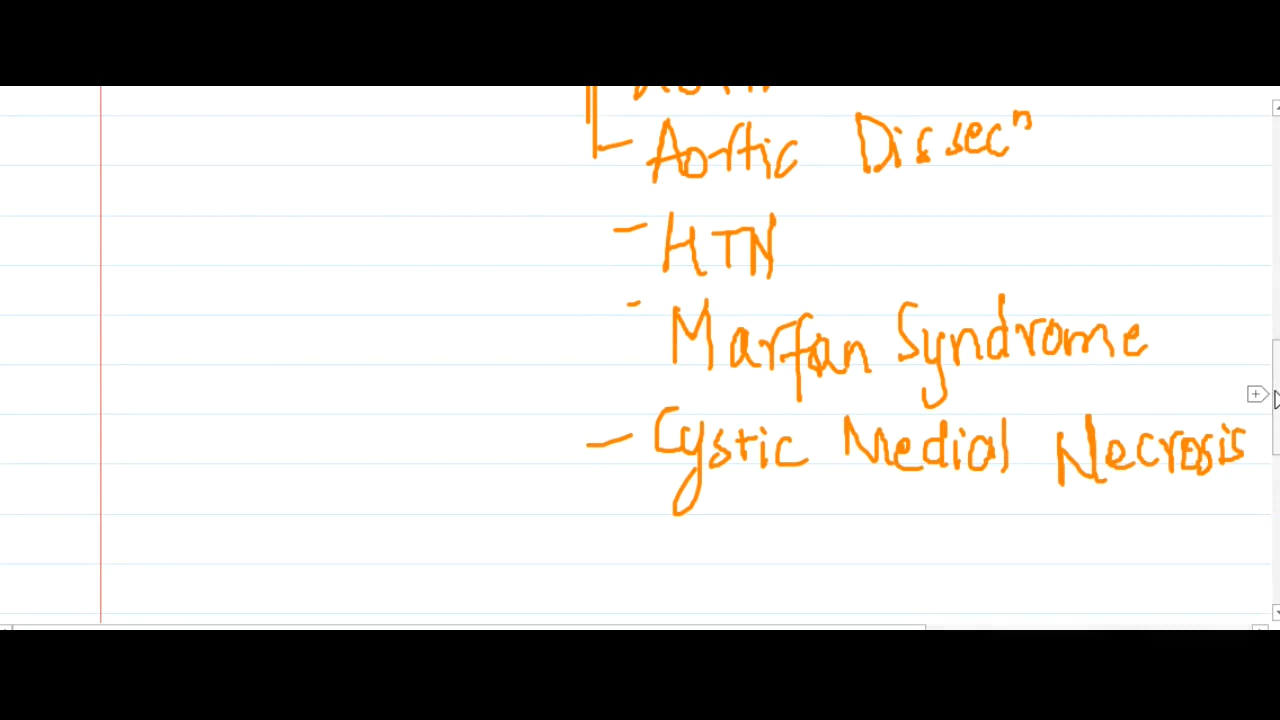 Aortic Dissecⁿ
- HTN
- Marfan Syndrome
- Cystic Medial Necrosis